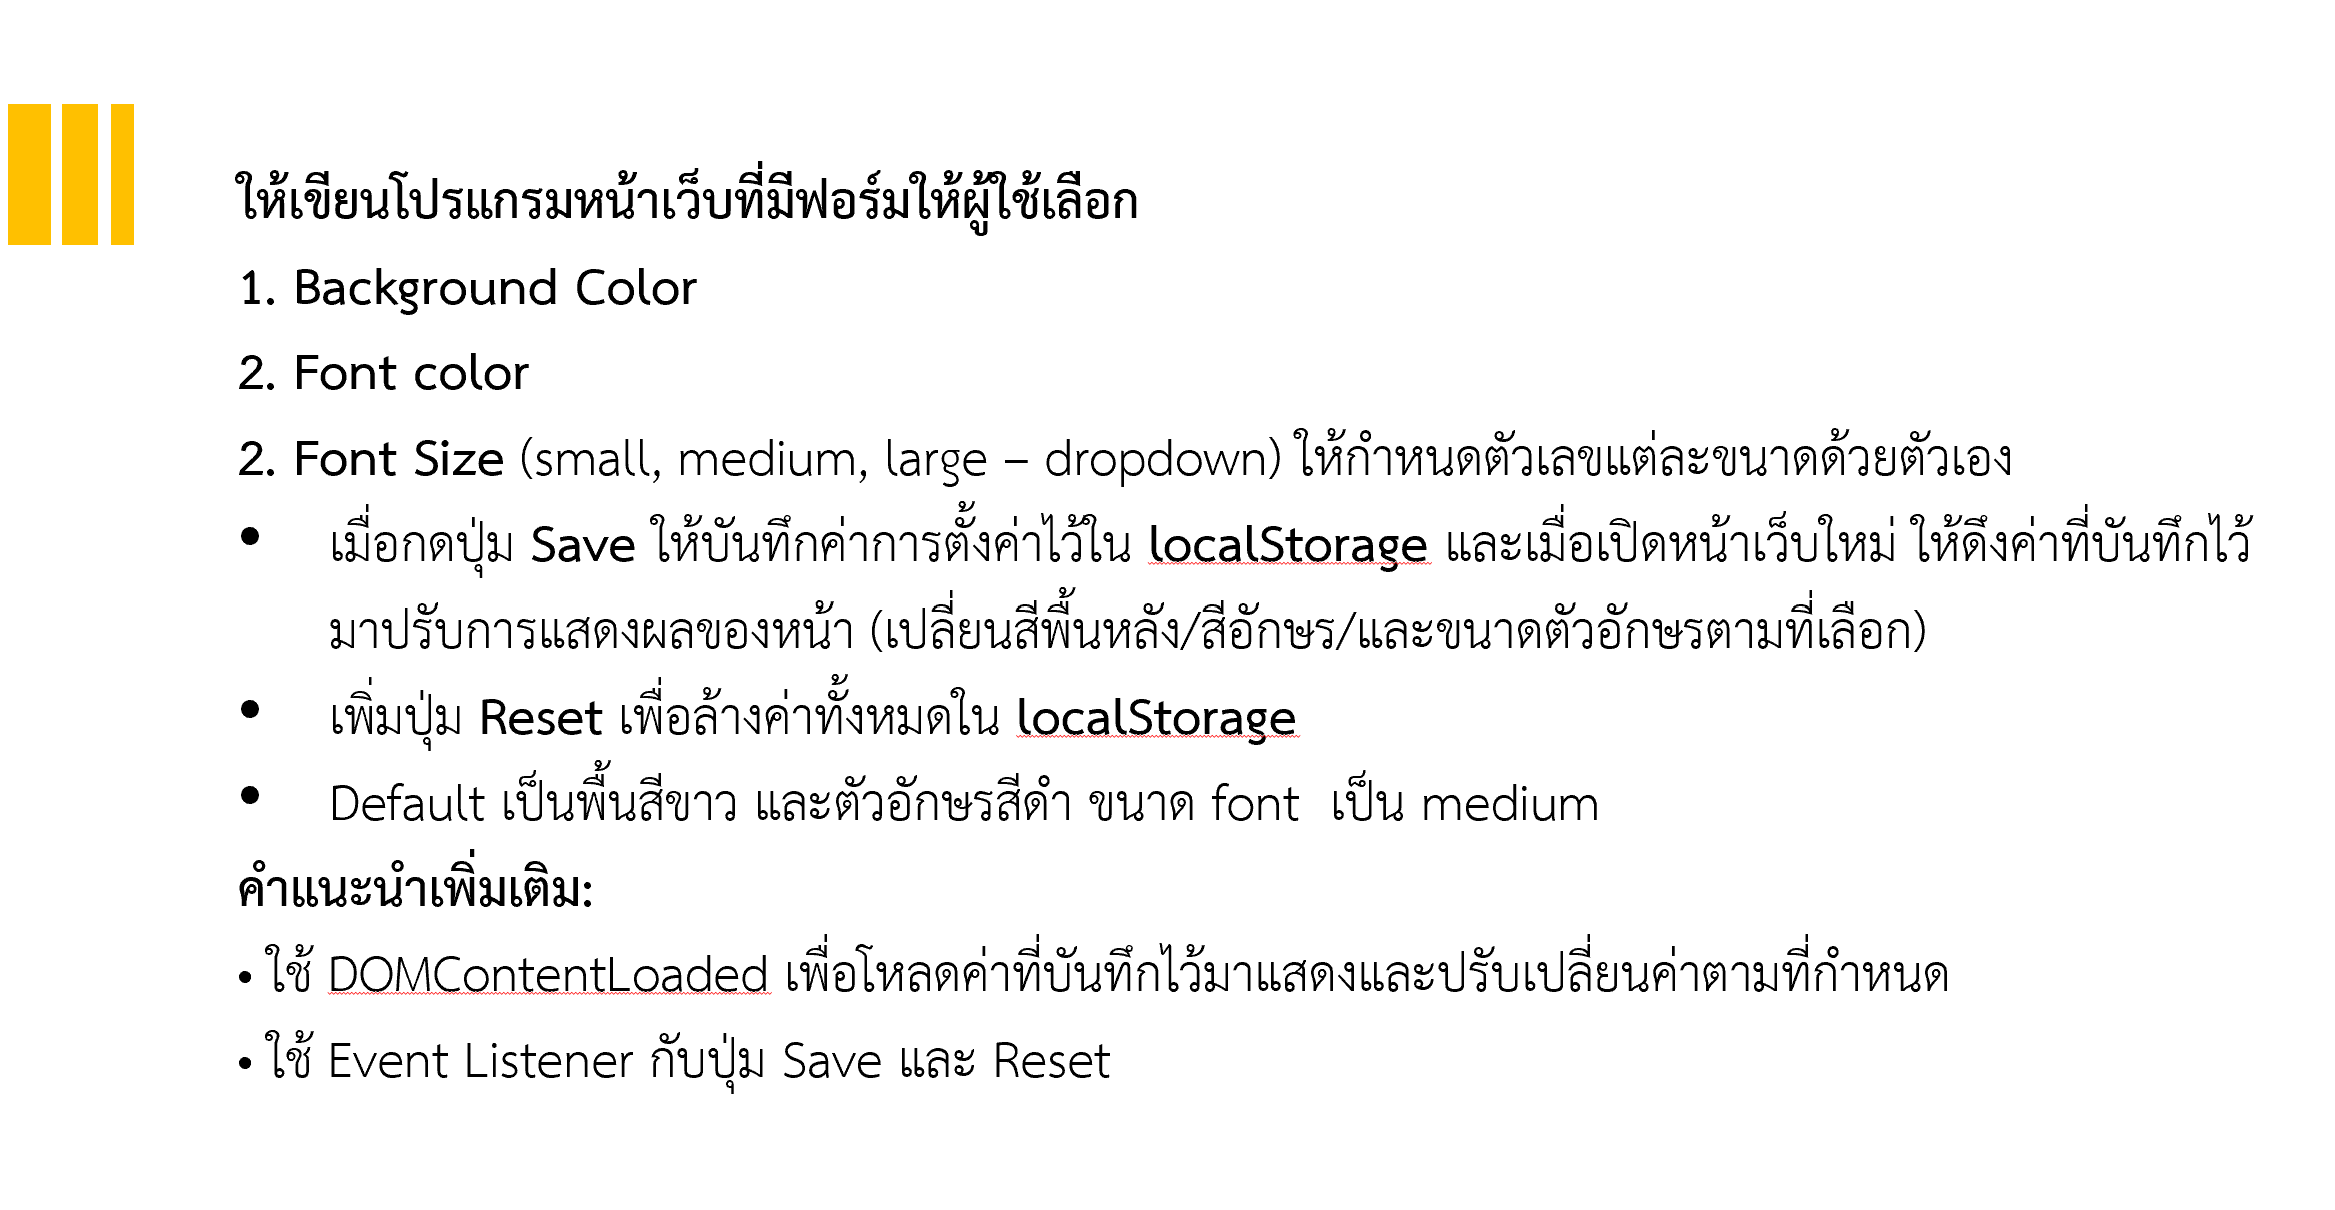 ให้เขียนโปรแกรมหน้าเว็บที่มีฟอร์มให้ผู้ใช้เลือก
1. Background Color
2. Font color
2. Font Size (small, medium, large – dropdown) ให้กำหนดตัวเลขแต่ละขนาดด้วยตัวเอง
• เมื่อกดปุ่ม Save ให้บันทึกค่าการตั้งค่าไว้ใน localStorage และเมื่อเปิดหน้าเว็บใหม่ ให้ดึงค่าที่บันทึกไว้
มาปรับการแสดงผลของหน้า (เปลี่ยนสีพื้นหลัง/สีอักษร/และขนาดตัวอักษรตามที่เลือก)
• เพิ่มปุ่ม Reset เพื่อล้างค่าทั้งหมดใน localStorage
• Default เป็นพื้นสีขาว และตัวอักษรสีดำ ขนาด font  เป็น medium
คำแนะนำเพิ่มเติม:
• ใช้ DOMContentLoaded เพื่อโหลดค่าที่บันทึกไว้มาแสดงและปรับเปลี่ยนค่าตามที่กำหนด
• ใช้ Event Listener กับปุ่ม Save และ Reset